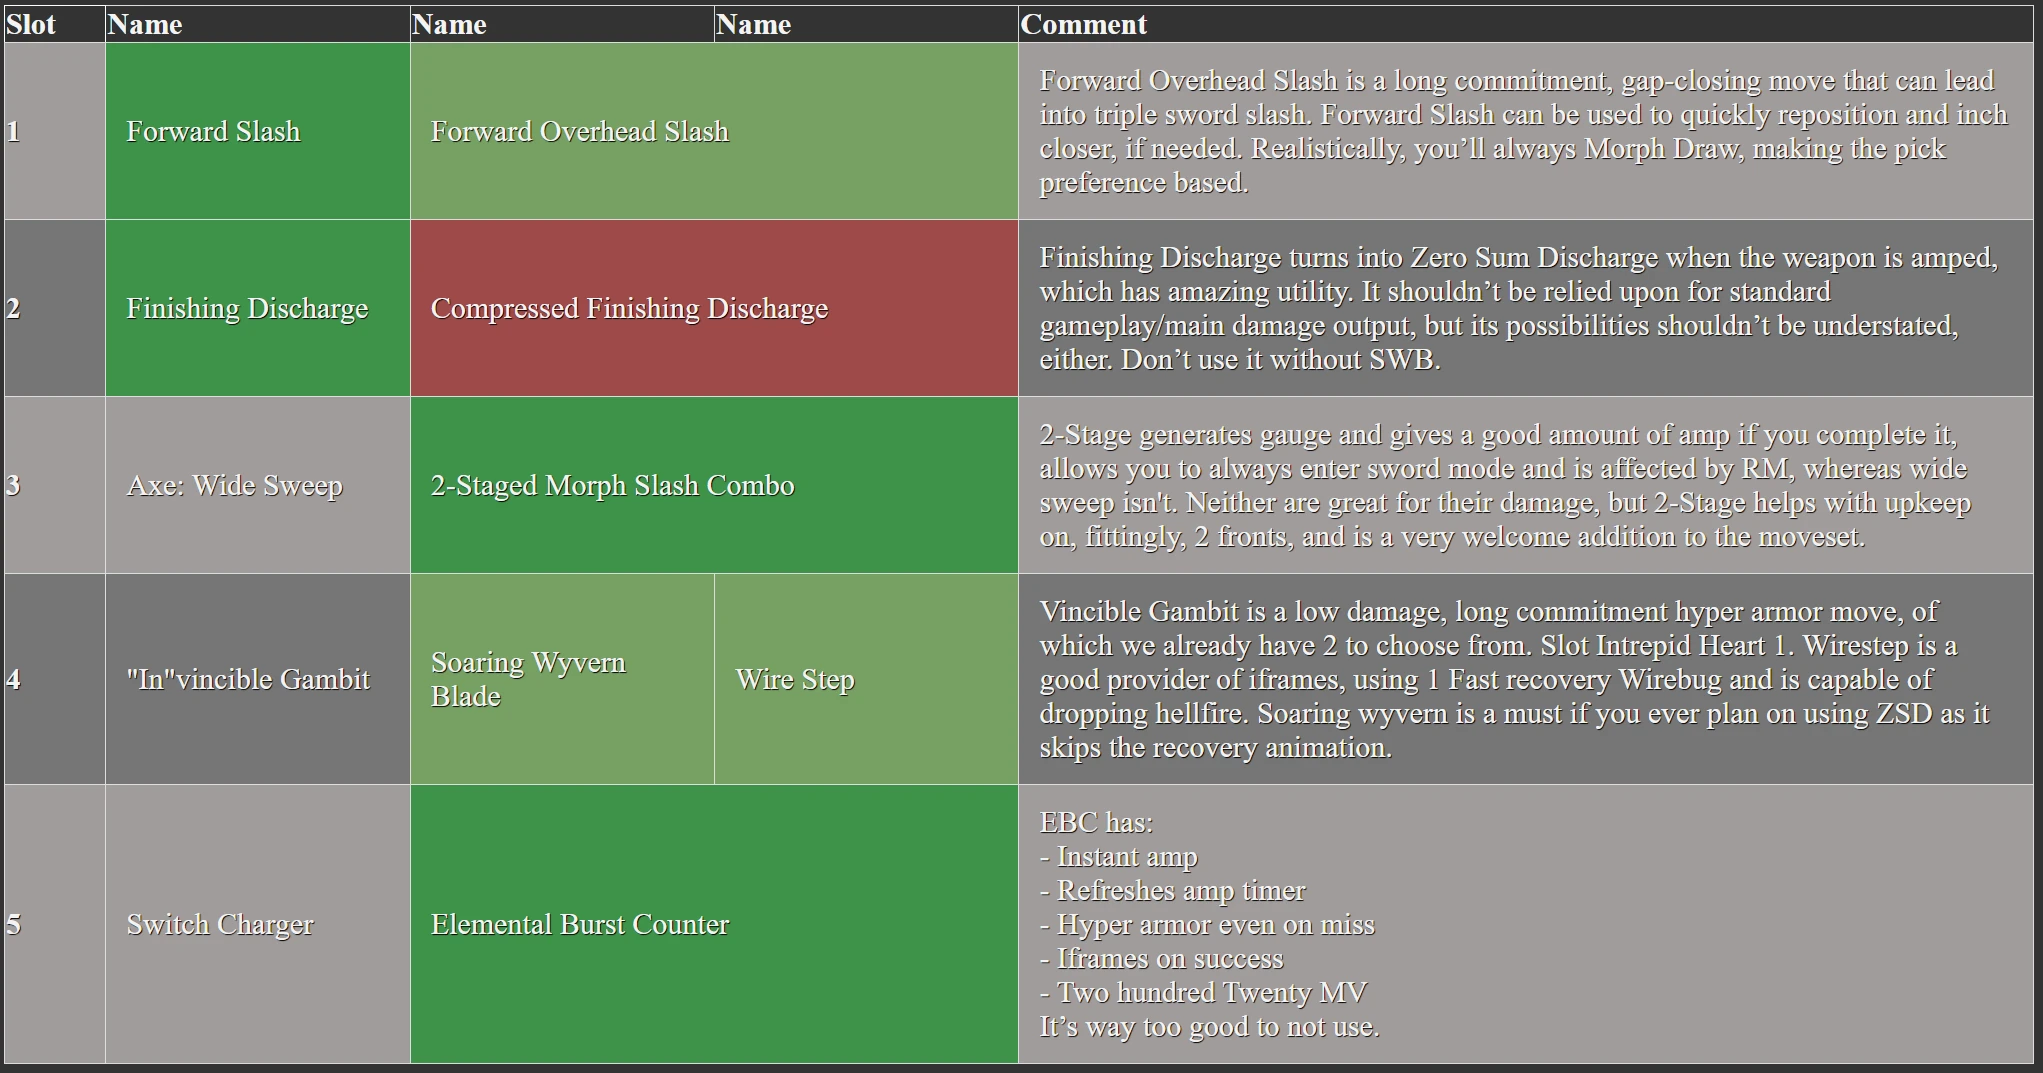 Slot Name Name Name Comment
1 Forward Slash Forward Overhead Slash
Forward Overhead Slash is a long commitment, gap-closing move that can lead
into triple sword slash. Forward Slash can be used to quickly reposition and inch
closer, if needed. Realistically, you’ll always Morph Draw, making the pick
preference based.
2 Finishing Discharge Compressed Finishing Discharge
Finishing Discharge turns into Zero Sum Discharge when the weapon is amped,
which has amazing utility. It shouldn’t be relied upon for standard
gameplay/main damage output, but its possibilities shouldn’t be understated,
either. Don’t use it without SWB.
3 Axe: Wide Sweep 2-Staged Morph Slash Combo
2-Stage generates gauge and gives a good amount of amp if you complete it,
allows you to always enter sword mode and is affected by RM, whereas wide
sweep isn't. Neither are great for their damage, but 2-Stage helps with upkeep
on, fittingly, 2 fronts, and is a very welcome addition to the moveset.
4 "In"vincible Gambit
Soaring Wyvern
Blade
Wire Step
Vincible Gambit is a low damage, long commitment hyper armor move, of
which we already have 2 to choose from. Slot Intrepid Heart 1. Wirestep is a
good provider of iframes, using 1 Fast recovery Wirebug and is capable of
dropping hellfire. Soaring wyvern is a must if you ever plan on using ZSD as it
skips the recovery animation.
5 Switch Charger Elemental Burst Counter
EBC has:
- Instant amp
- Refreshes amp timer
- Hyper armor even on miss
- Iframes on success
- Two hundred Twenty MV
It’s way too good to not use.